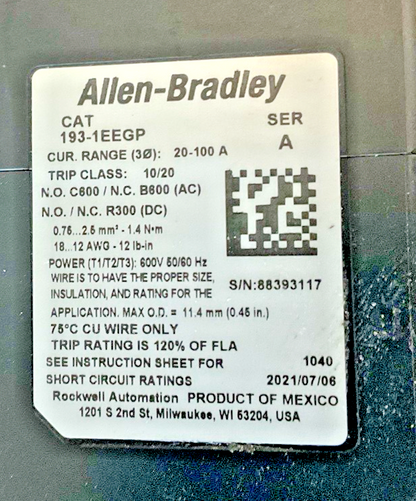 Allen-Bradley
CAT SER
193-1EEGP A
CUR. RANGE (3Ø): 20-100 A
TRIP CLASS: 10/20
N.O. C600 / N.C. B600 (AC)
N.O. / N.C. R300 (DC)
0.75...2.5 mm² - 1.4 N•m
18...12 AWG - 12 lb-in
POWER (T1/T2/T3): 600V 50/60 Hz
WIRE IS TO HAVE THE PROPER SIZE,
INSULATION, AND RATING FOR THE
S/N:88393117
APPLICATION. MAX O.D. = 11.4 mm (0.45 in.)
75°C CU WIRE ONLY
TRIP RATING IS 120% OF FLA
SEE INSTRUCTION SHEET FOR 1040
SHORT CIRCUIT RATINGS 2021/07/06
Rockwell Automation PRODUCT OF MEXICO
1201 S 2nd St, Milwaukee, WI 53204, USA